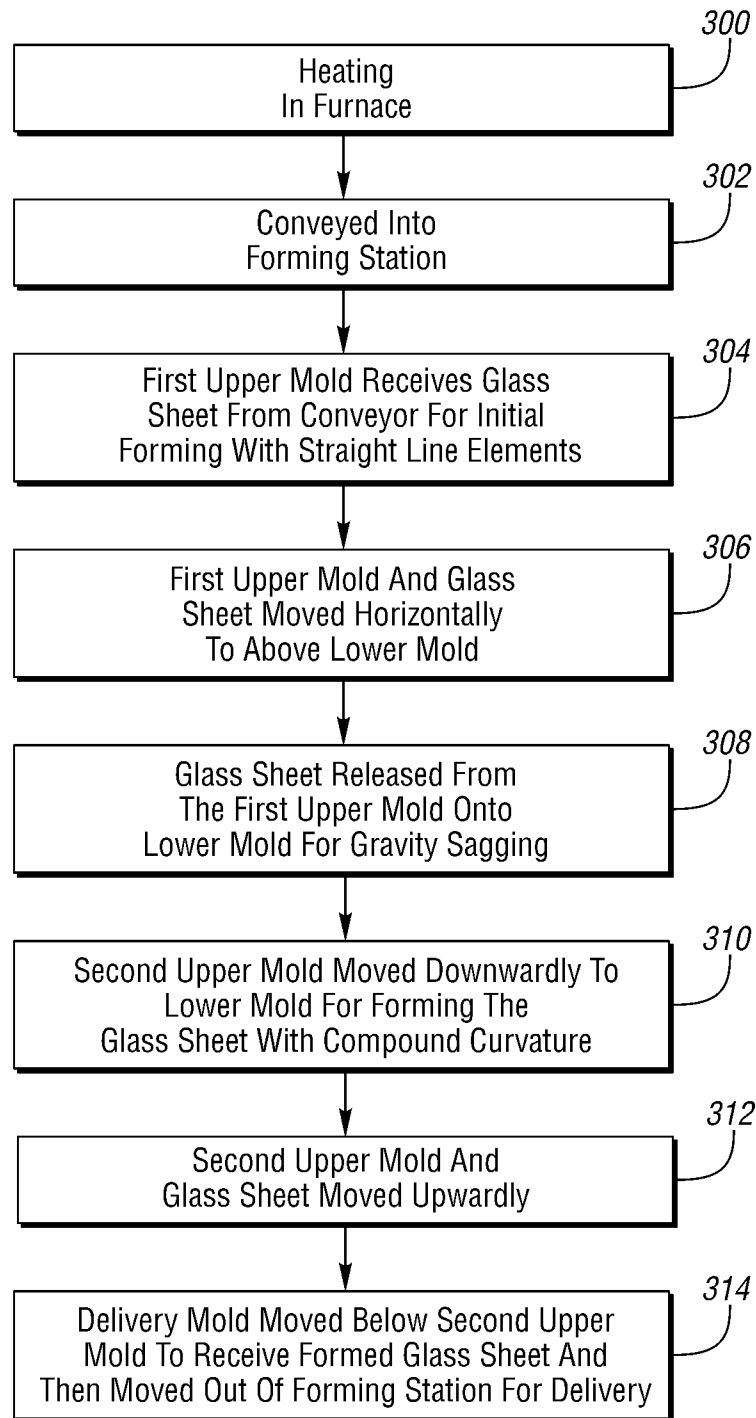 300
Heating
In Furnace
302
Conveyed Into
Forming Station
304
First Upper Mold Receives Glass
Sheet From Conveyor For Initial
Forming With Straight Line Elements
306
First Upper Mold And Glass
Sheet Moved Horizontally
To Above Lower Mold
308
Glass Sheet Released From
The First Upper Mold Onto
Lower Mold For Gravity Sagging
310
Second Upper Mold Moved Downwardly To
Lower Mold For Forming The
Glass Sheet With Compound Curvature
312
Second Upper Mold And
Glass Sheet Moved Upwardly
314
Delivery Mold Moved Below Second Upper
Mold To Receive Formed Glass Sheet And
Then Moved Out Of Forming Station For Delivery